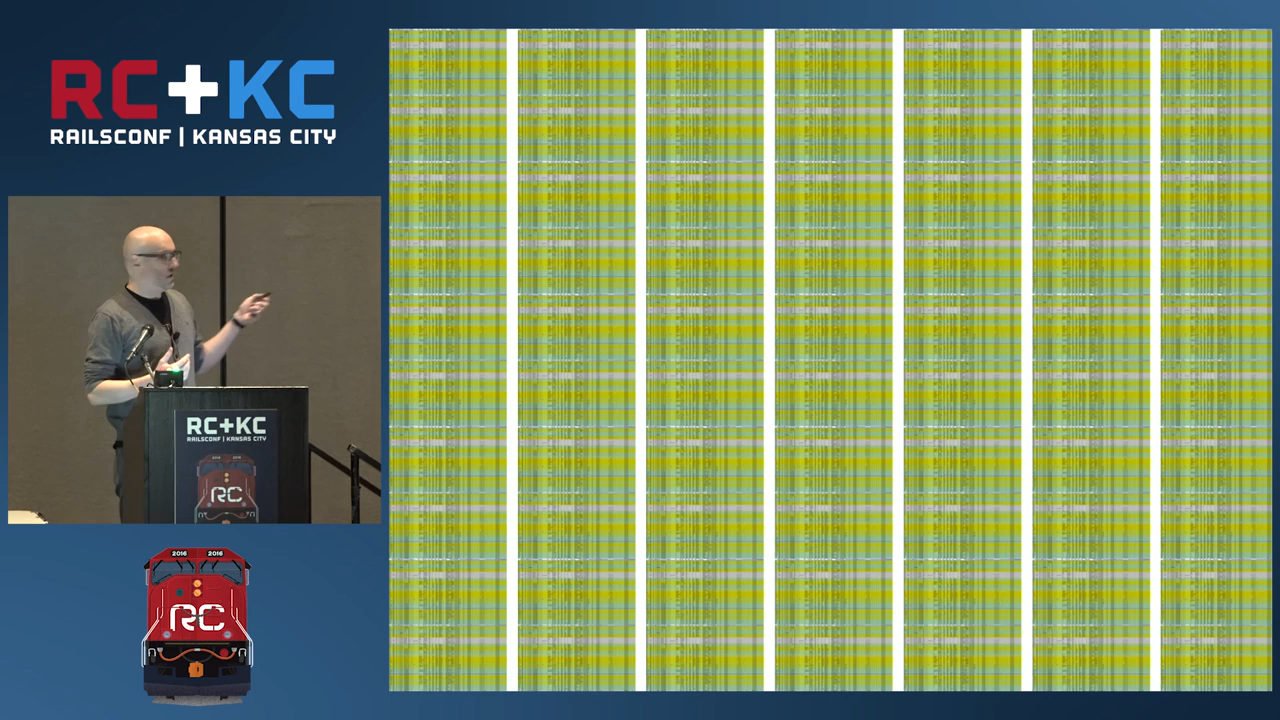 RC+KC
RAILSCONF | KANSAS CITY
RC+KC
RAILSCONF | KANSAS CITY
RC
2016 2016
RC